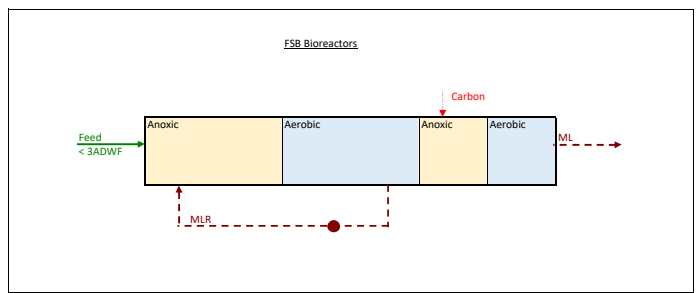 FSB Bioreactors
Carbon
Anoxic
Aerobic
Anoxic
Aerobic
Feed
< 3ADWF
ML
MLR